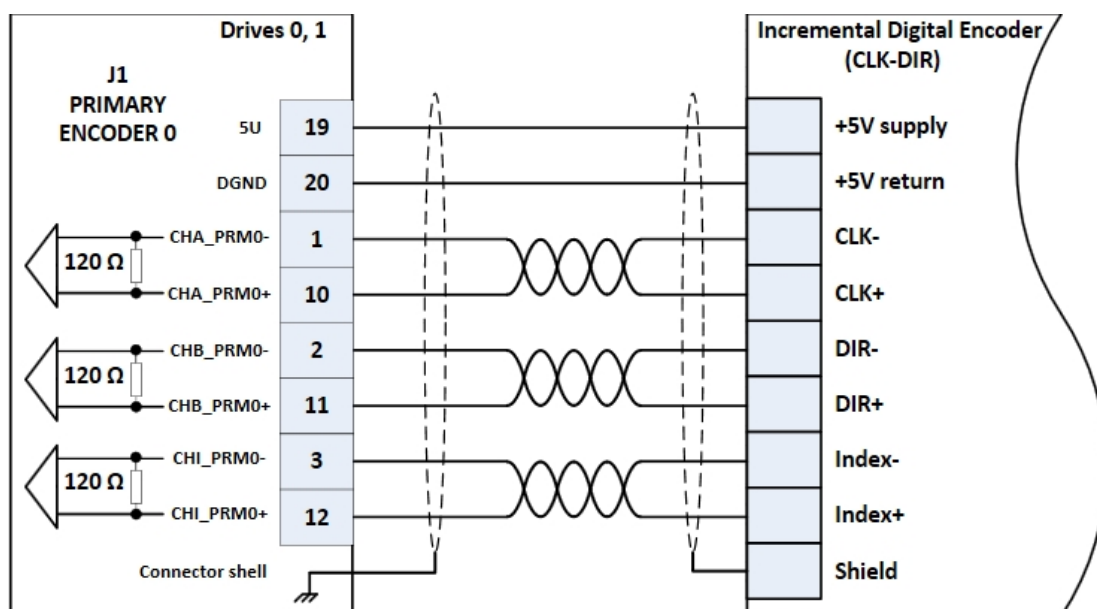 Drives 0, 1
J1
PRIMARY
ENCODER 0
5U
19
DGND
20
CHA_PRM0-
1
120 Ω
CHA_PRM0+
10
CHB_PRM0-
2
120 Ω
CHB_PRM0+
11
CHI_PRM0-
3
120 Ω
CHI_PRM0+
12
Connector shell
Incremental Digital Encoder
(CLK-DIR)
+5V supply
+5V return
CLK-
CLK+
DIR-
DIR+
Index-
Index+
Shield